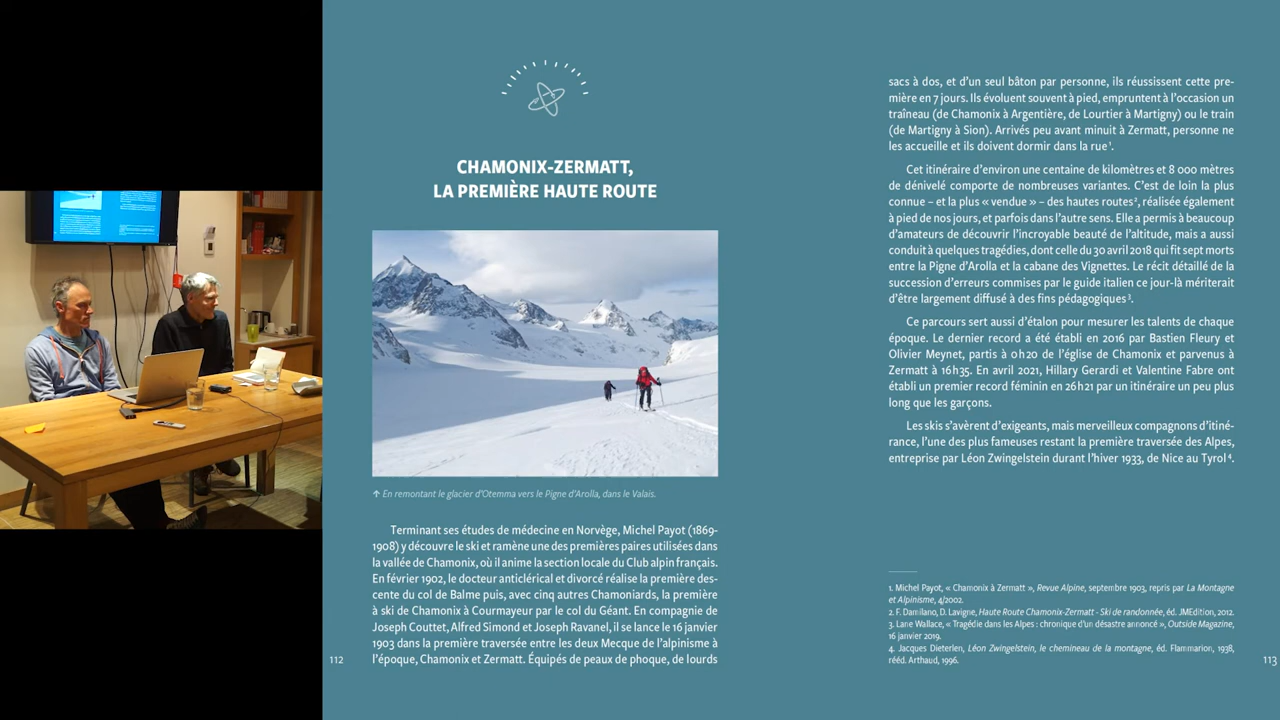 CHAMONIX-ZERMATT,
LA PREMIÈRE HAUTE ROUTE
↑ En remontant le glacier d'Otemma vers le Pigne d'Arolla, dans le Valais.
Terminant ses études de médecine en Norvège, Michel Payot (1869-
1908) y découvre le ski et ramène une des premières paires utilisées dans
la vallée de Chamonix, où il anime la section locale du Club alpin français.
En février 1902, le docteur anticlérical et divorcé réalise la première des-
cente du col de Balme puis, avec cinq autres Chamoniards, la première
à ski de Chamonix à Courmayeur par le col du Géant. En compagnie de
Joseph Couttet, Alfred Simond et Joseph Ravanel, il se lance le 16 janvier
1903 dans la première traversée entre les deux Mecque de l'alpinisme à
l'époque, Chamonix et Zermatt. Équipés de peaux de phoque, de lourds
112
sacs à dos, et d'un seul bâton par personne, ils réussissent cette pre-
mière en 7 jours. Ils évoluent souvent à pied, empruntent à l'occasion un
traîneau (de Chamonix à Argentière, de Lourtier à Martigny) ou le train
(de Martigny à Sion). Arrivés peu avant minuit à Zermatt, personne ne
les accueille et ils doivent dormir dans la rue¹.
Cet itinéraire d'environ une centaine de kilomètres et 8 000 mètres
de dénivelé comporte de nombreuses variantes. C'est de loin la plus
connue – et la plus « vendue » – des hautes routes², réalisée également
à pied de nos jours, et parfois dans l'autre sens. Elle a permis à beaucoup
d'amateurs de découvrir l'incroyable beauté de l'altitude, mais a aussi
conduit à quelques tragédies, dont celle du 30 avril 2018 qui fit sept morts
entre la Pigne d'Arolla et la cabane des Vignettes. Le récit détaillé de la
succession d'erreurs commises par le guide italien ce jour-là mériterait
d'être largement diffusé à des fins pédagogiques³.
Ce parcours sert aussi d'étalon pour mesurer les talents de chaque
époque. Le dernier record a été établi en 2016 par Bastien Fleury et
Olivier Meynet, partis à 0h20 de l'église de Chamonix et parvenus à
Zermatt à 16h35. En avril 2021, Hillary Gerardi et Valentine Fabre ont
établi un premier record féminin en 26h21 par un itinéraire un peu plus
long que les garçons.
Les skis s'avèrent d'exigeants, mais merveilleux compagnons d'itiné-
rance, l'une des plus fameuses restant la première traversée des Alpes,
entreprise par Léon Zwingelstein durant l'hiver 1933, de Nice au Tyrol⁴.
1. Michel Payot, « Chamonix à Zermatt », Revue Alpine, septembre 1903, repris par La Montagne
et Alpinisme, 4/2002.
2. F. Damilano, D. Lavigne, Haute Route Chamonix-Zermatt - Ski de randonnée, éd. JMEdition, 2012.
3. Lane Wallace, « Tragédie dans les Alpes : chronique d'un désastre annoncé », Outside Magazine,
16 janvier 2019.
4. Jacques Dieterlen, Léon Zwingelstein, le chemineau de la montagne, éd. Flammarion, 1938,
rééd. Arthaud, 1996.
113